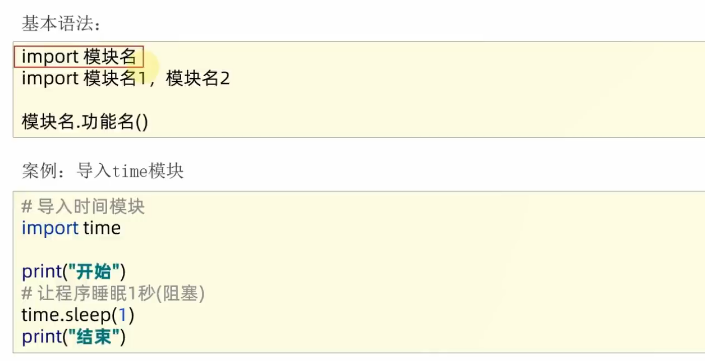 基本语法：
import 模块名
import 模块名1，模块名2
模块名.功能名()
案例：导入time模块
# 导入时间模块
import time
print("开始")
# 让程序睡眠1秒(阻塞)
time.sleep(1)
print("结束")